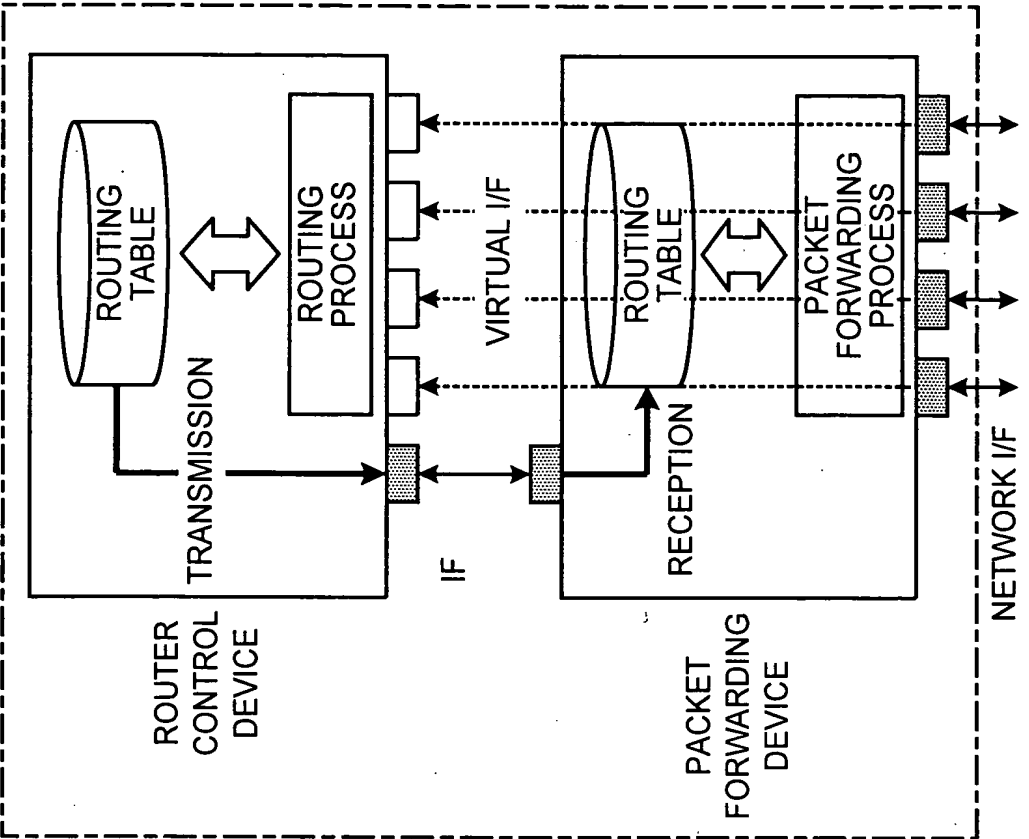 ROUTER
CONTROL
DEVICE
TRANSMISSION
ROUTING
TABLE
ROUTING
PROCESS
IF
VIRTUAL I/F
PACKET
FORWARDING
DEVICE
RECEPTION
ROUTING
TABLE
PACKET
FORWARDING
PROCESS
NETWORK I/F